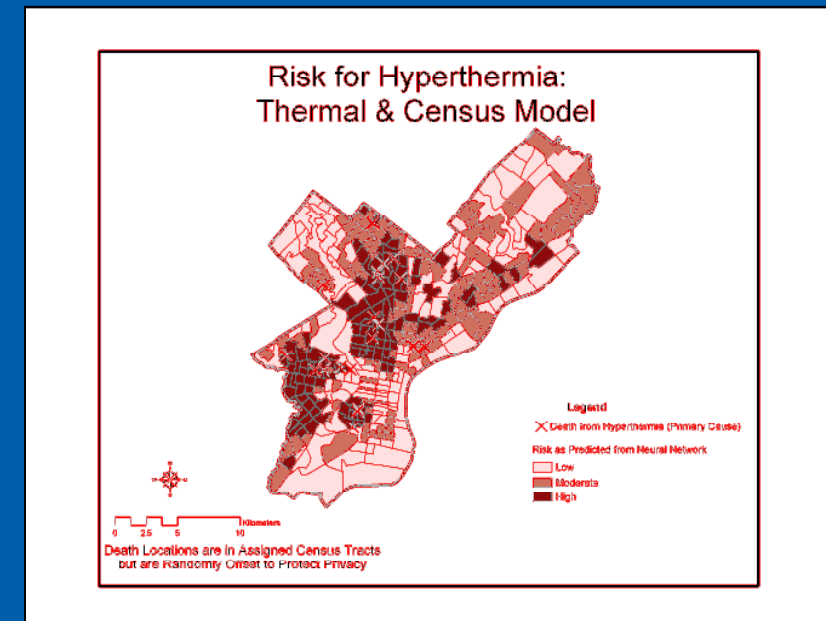 Risk for Hyperthermia:
Thermal & Census Model
Legend
Death from Hyperthermia (Primary Cause)
Risk as Predicted from Neural Network
Low
Moderate
High
Kilometers
0 2.5 5 10
Death Locations are in Assigned Census Tracts
but are Randomly Offset to Protect Privacy